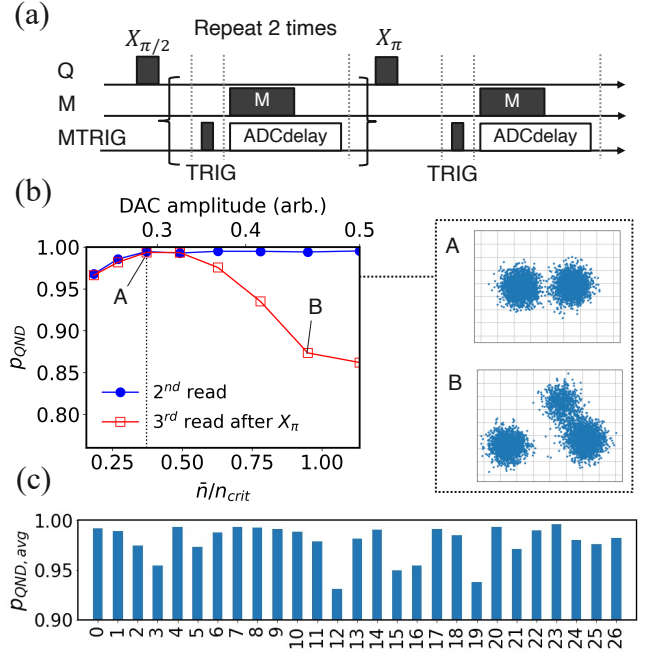 (a)
X_{π/2} Repeat 2 times X_π
Q
M M M
MTRIG ADCdelay ADCdelay
TRIG TRIG
(b)
DAC amplitude (arb.)
0.3 0.4 0.5
1.00
0.95
0.90
0.85
0.80
p_{QND}
A
B
2^{nd} read
3^{rd} read after X_π
0.25 0.50 0.75 1.00
n̄/n_{crit}
A
B
(c)
1.00
0.95
0.90
p_{QND, avg}
0 1 2 3 4 5 6 7 8 9 10 11 12 13 14 15 16 17 18 19 20 21 22 23 24 25 26